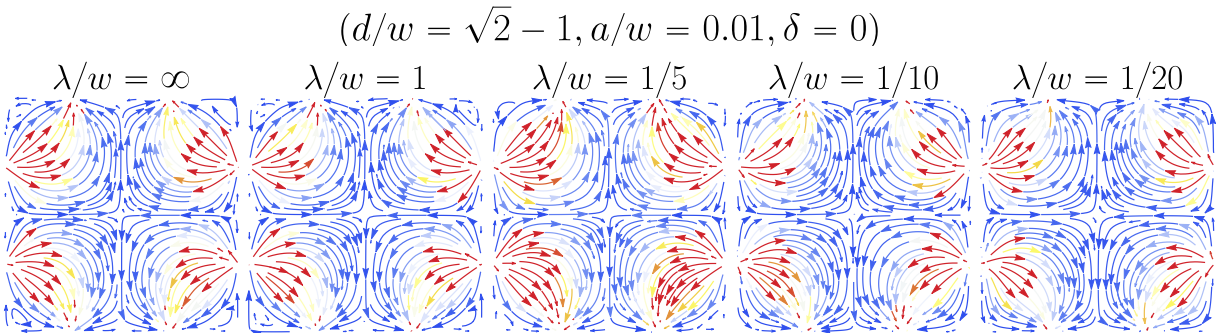 (d/w = √2 − 1, a/w = 0.01, δ = 0)
λ/w = ∞ λ/w = 1 λ/w = 1/5 λ/w = 1/10 λ/w = 1/20